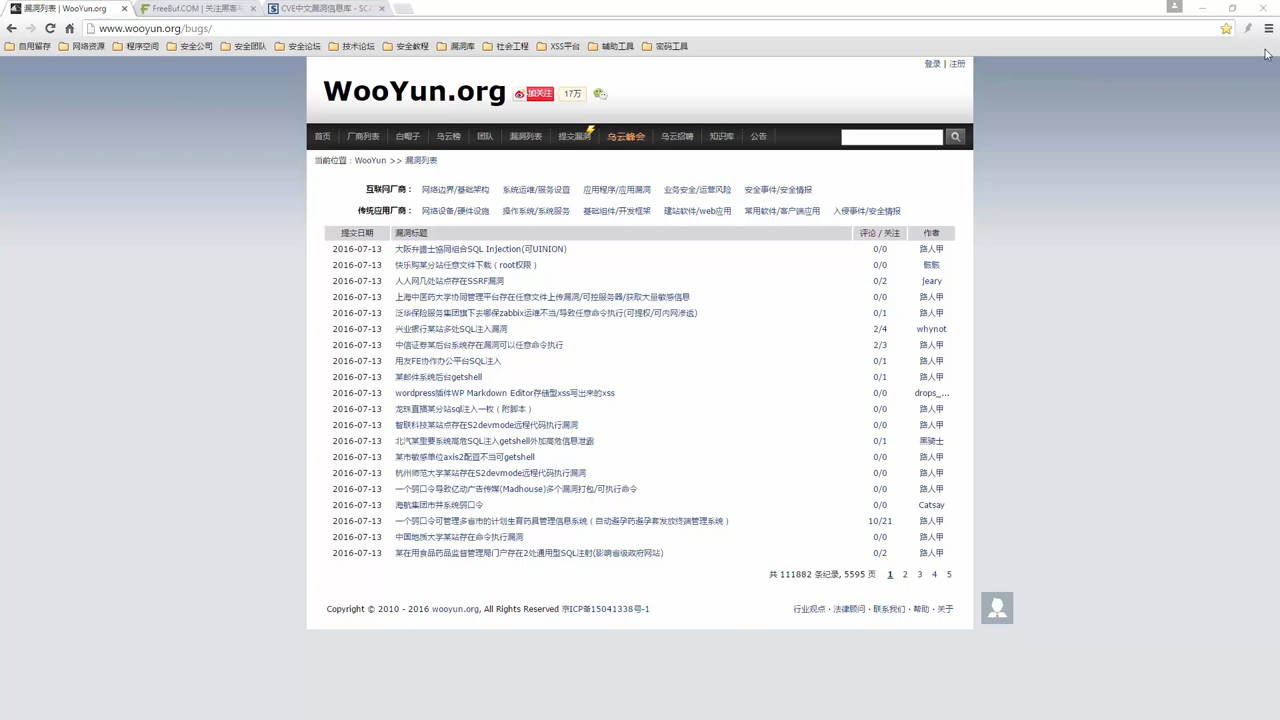 漏洞列表 | WooYun.org
FreeBuf.COM | 关注黑客与
CVE中文漏洞信息库 - SCA
www.wooyun.org/bugs/
自用留存 网络资源 程序空间 安全公司 安全团队 安全论坛 技术论坛 安全教程 漏洞库 社会工程 XSS平台 辅助工具 密码工具
登录 | 注册
WooYun.org 加关注 17万
首页 厂商列表 白帽子 乌云榜 团队 漏洞列表 提交漏洞 乌云峰会 乌云招聘 知识库 公告
当前位置：WooYun >> 漏洞列表
互联网厂商： 网络边界/基础架构 系统运维/服务设置 应用程序/应用漏洞 业务安全/运营风险 安全事件/安全情报
传统应用厂商： 网络设备/硬件设施 操作系统/系统服务 基础组件/开发框架 建站软件/web应用 常用软件/客户端应用 入侵事件/安全情报
提交日期 漏洞标题 评论 / 关注 作者
2016-07-13 大阪弁護士協同組合SQL Injection(可UINION) 0/0 路人甲
2016-07-13 快乐购某分站任意文件下载（root权限） 0/0 骸骸
2016-07-13 人人网几处站点存在SSRF漏洞 0/2 jeary
2016-07-13 上海中医药大学协同管理平台存在任意文件上传漏洞/可控服务器/获取大量敏感信息 0/0 路人甲
2016-07-13 泛华保险服务集团旗下去哪保zabbix运维不当/导致任意命令执行(可提权/可内网渗透) 0/1 路人甲
2016-07-13 兴业银行某站多处SQL注入漏洞 2/4 whynot
2016-07-13 中信证券某后台系统存在漏洞可以任意命令执行 2/3 路人甲
2016-07-13 用友FE协作办公平台SQL注入 0/1 路人甲
2016-07-13 某邮件系统后台getshell 0/1 路人甲
2016-07-13 wordpress插件WP Markdown Editor存储型xss写出来的xss 0/0 drops_...
2016-07-13 龙珠直播某分站sql注入一枚（附脚本） 0/0 路人甲
2016-07-13 智联科技某站点存在S2devmode远程代码执行漏洞 0/0 路人甲
2016-07-13 北汽某重要系统高危SQL注入getshell外加高危信息泄露 0/1 黑骑士
2016-07-13 某市敏感单位axis2配置不当可getshell 0/0 路人甲
2016-07-13 杭州师范大学某站存在S2devmode远程代码执行漏洞 0/0 路人甲
2016-07-13 一个弱口令导致亿动广告传媒(Madhouse)多个漏洞打包/可执行命令 0/0 路人甲
2016-07-13 海航集团市井系统弱口令 0/0 Catsay
2016-07-13 一个弱口令可管理多省市的计划生育药具管理信息系统（自动避孕药避孕套发放终端管理系统） 10/21 路人甲
2016-07-13 中国地质大学某站存在命令执行漏洞 0/0 路人甲
2016-07-13 某在用食品药品监督管理局门户存在2处通用型SQL注射(影响省级政府网站) 0/2 路人甲
共 111882 条纪录, 5595 页 1 2 3 4 5
Copyright © 2010 - 2016 wooyun.org, All Rights Reserved 京ICP备15041338号-1
行业观点 · 法律顾问 · 联系我们 · 帮助 · 关于